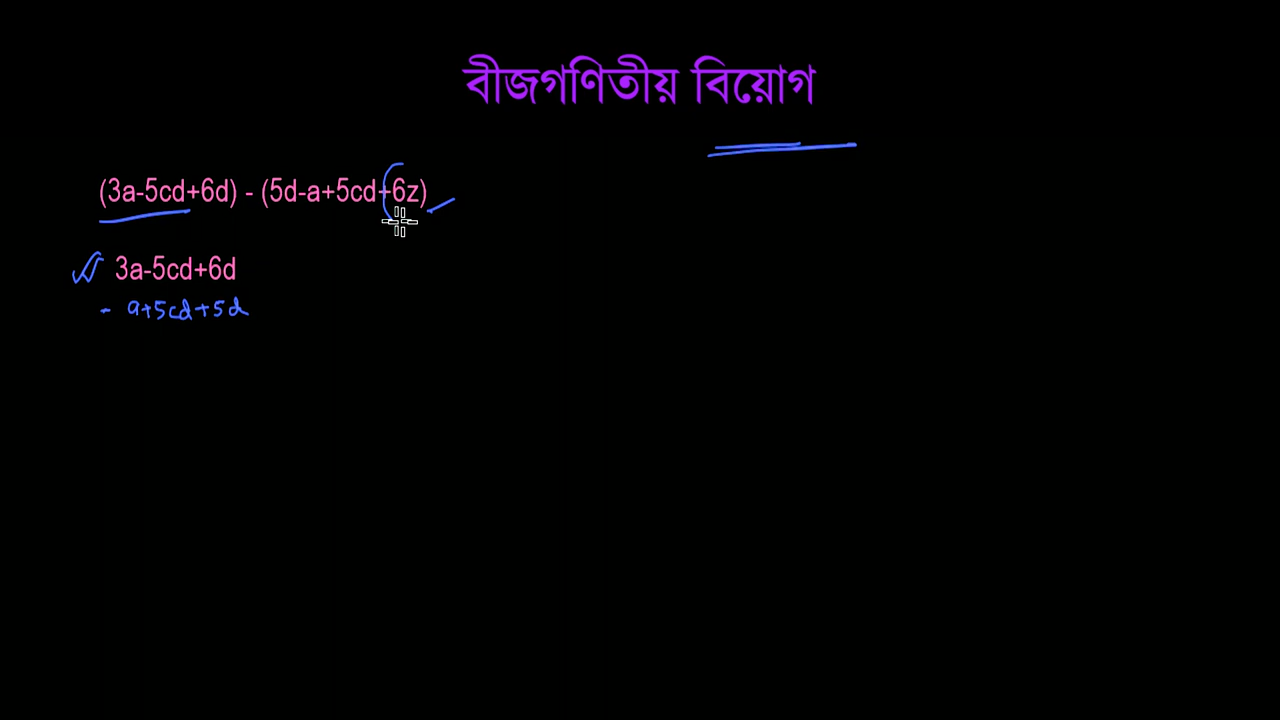 বীজগণিতীয় বিয়োগ
(3a-5cd+6d) - (5d-a+5cd+6z)
3a-5cd+6d
- a+5cd+5d